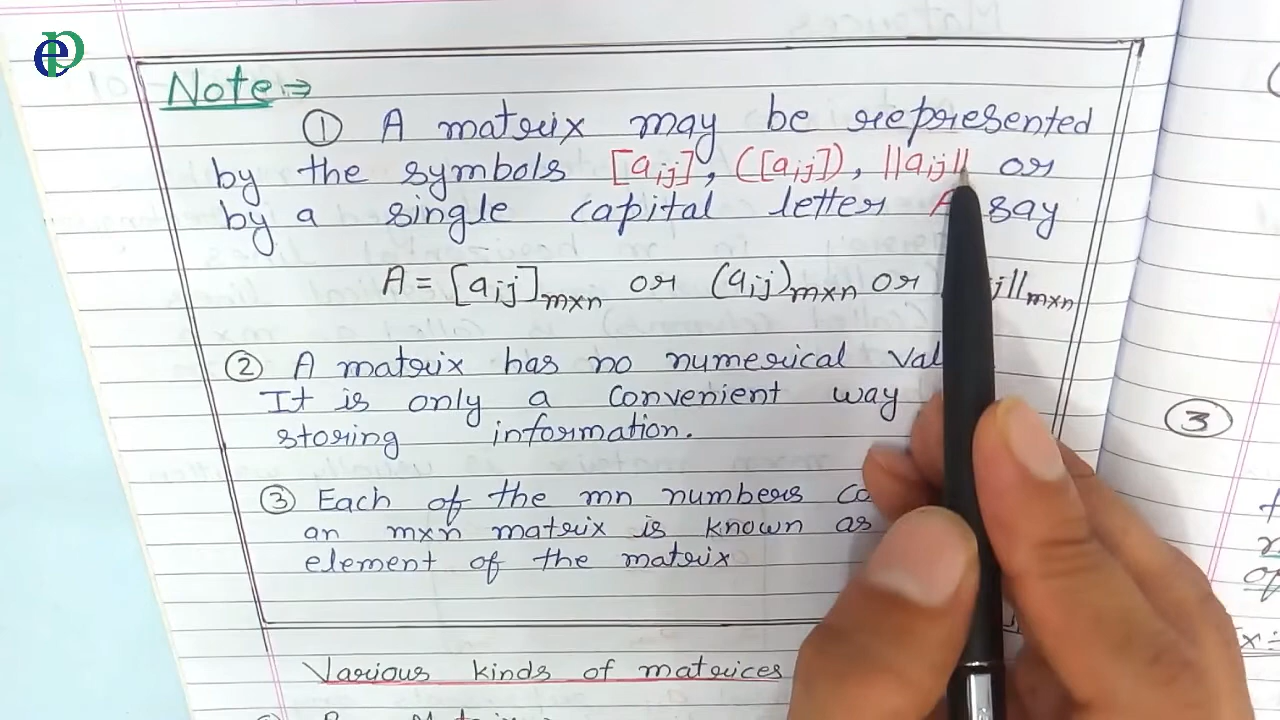 Note ⇒
① A matrix may be represented
by the symbols [aij], ([aij]), ||aij|| or
by a single capital letter A say
A = [aij]m×n or (aij)m×n or j||m×n
② A matrix has no numerical
It is only a convenient way
storing information.
③ Each of the mn numbers
an m×n matrix is known as
element of the matrix
Various kinds of matrices
③